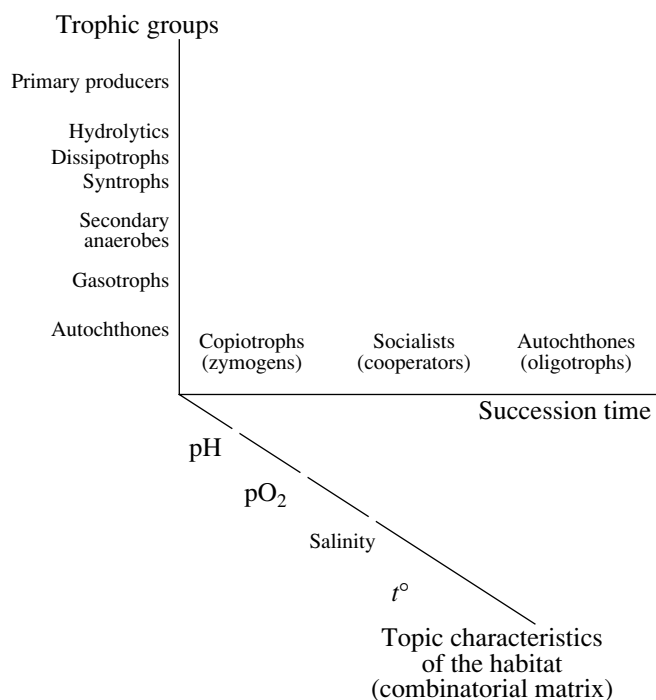 Trophic groups
Primary producers
Hydrolytics
Dissipotrophs
Syntrophs
Secondary
anaerobes
Gasotrophs
Autochthones
Copiotrophs
(zymogens)
Socialists
(cooperators)
Autochthones
(oligotrophs)
Succession time
pH
pO₂
Salinity
t°
Topic characteristics
of the habitat
(combinatorial matrix)